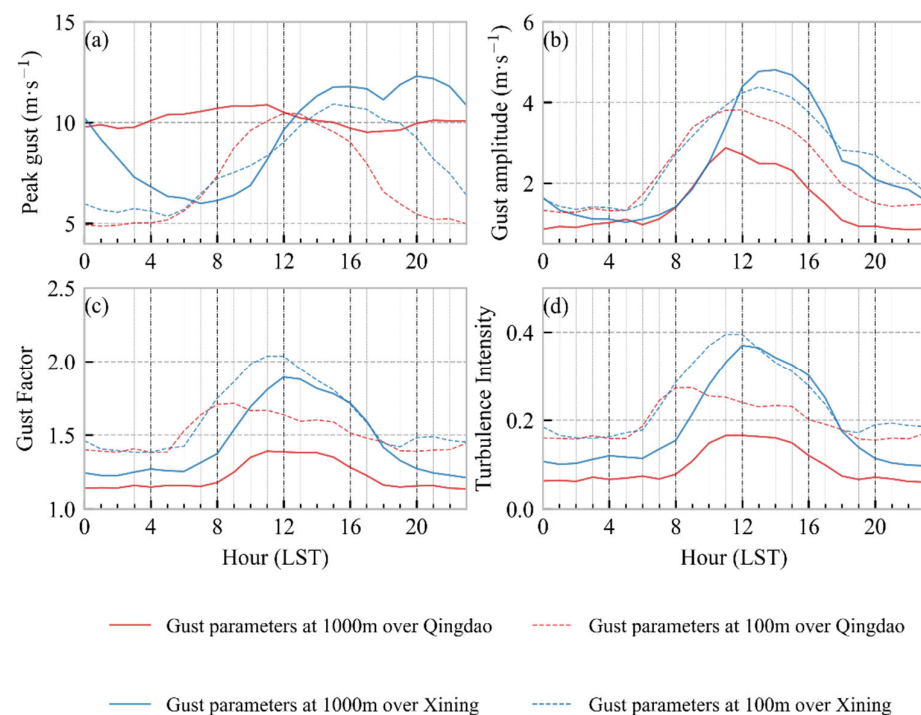 (a)
Peak gust (m·s⁻¹)
15
10
5
0 4 8 12 16 20
(b)
Gust amplitude (m·s⁻¹)
6
4
2
0 4 8 12 16 20
(c)
Gust Factor
2.5
2.0
1.5
1.0
0 4 8 12 16 20
Hour (LST)
(d)
Turbulence Intensity
0.4
0.2
0.0
0 4 8 12 16 20
Hour (LST)
Gust parameters at 1000m over Qingdao
Gust parameters at 100m over Qingdao
Gust parameters at 1000m over Xining
Gust parameters at 100m over Xining